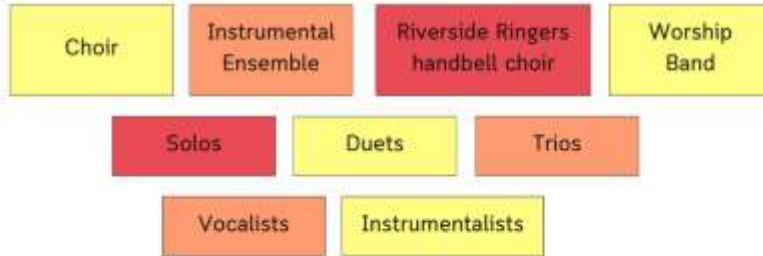 Choir
Instrumental
Ensemble
Riverside Ringers
handbell choir
Worship
Band
Solos
Duets
Trios
Vocalists
Instrumentalists